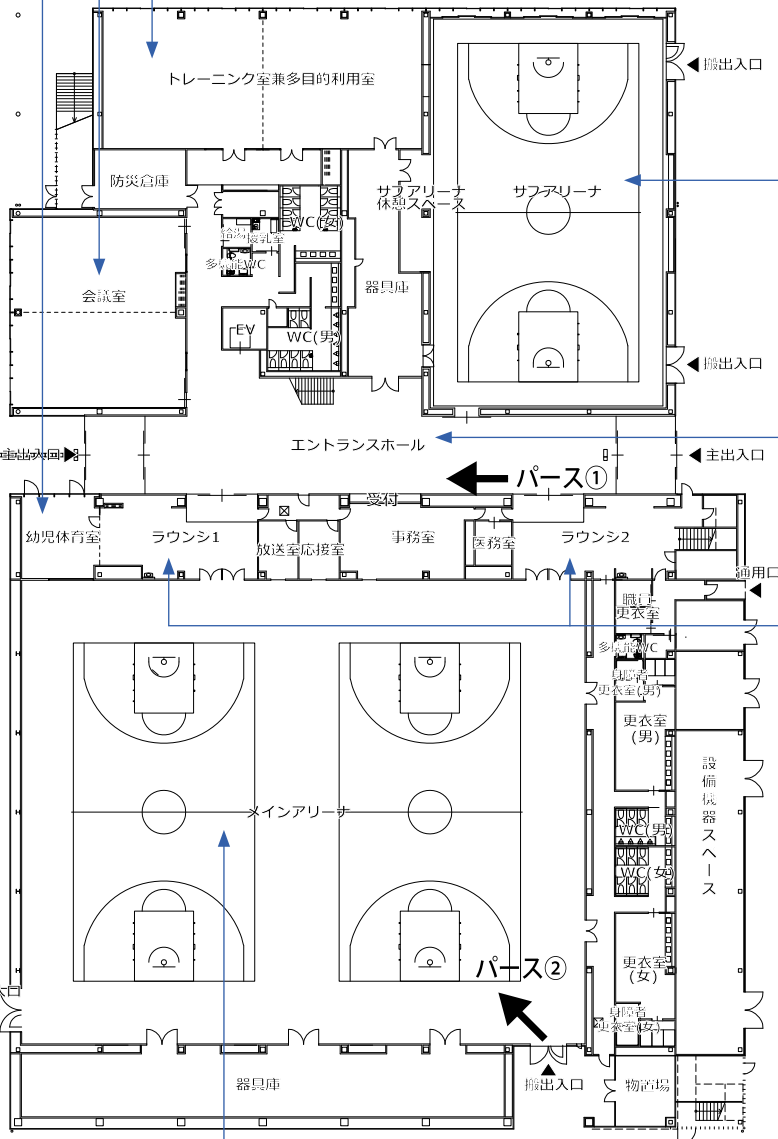 トレーニング室兼多目的利用室
搬出入口
防災倉庫
サブアリーナ
休憩スペース
サブアリーナ
WC(女)
給湯
授乳室
多機能WC
会議室
器具庫
EV
WC(男)
搬出入口
エントランスホール
主出入口
主出入口
パース①
受付
幼児体育室
ラウンジ1
放送室
応接室
事務室
医務室
ラウンジ2
通用口
職員
更衣室
多機能WC
身障者
更衣室(男)
更衣室
(男)
設備機器スペース
メインアリーナ
WC(男)
WC(女)
パース②
更衣室
(女)
身障者
更衣室(女)
入口
器具庫
搬出入口
物置場